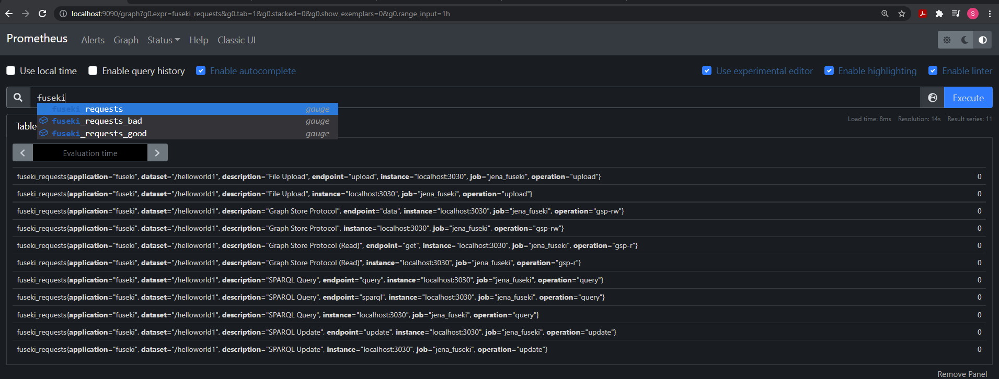 localhost:9090/graph?g0.expr=fuseki_requests&g0.tab=1&g0.stacked=0&g0.show_exemplars=0&g0.range_input=1h
S
Prometheus Alerts Graph Status Help Classic UI
Use local time Enable query history Enable autocomplete Use experimental editor Enable highlighting Enable linter
fuseki Execute
fuseki_requests gauge
fuseki_requests_bad gauge
fuseki_requests_good gauge
Load time: 8ms Resolution: 14s Result series: 11
Table
Evaluation time
fuseki_requests{application="fuseki", dataset="/helloworld1", description="File Upload", endpoint="upload", instance="localhost:3030", job="jena_fuseki", operation="upload"} 0
fuseki_requests{application="fuseki", dataset="/helloworld1", description="File Upload", instance="localhost:3030", job="jena_fuseki", operation="upload"} 0
fuseki_requests{application="fuseki", dataset="/helloworld1", description="Graph Store Protocol", endpoint="data", instance="localhost:3030", job="jena_fuseki", operation="gsp-rw"} 0
fuseki_requests{application="fuseki", dataset="/helloworld1", description="Graph Store Protocol", instance="localhost:3030", job="jena_fuseki", operation="gsp-rw"} 0
fuseki_requests{application="fuseki", dataset="/helloworld1", description="Graph Store Protocol (Read)", endpoint="get", instance="localhost:3030", job="jena_fuseki", operation="gsp-r"} 0
fuseki_requests{application="fuseki", dataset="/helloworld1", description="Graph Store Protocol (Read)", instance="localhost:3030", job="jena_fuseki", operation="gsp-r"} 0
fuseki_requests{application="fuseki", dataset="/helloworld1", description="SPARQL Query", endpoint="query", instance="localhost:3030", job="jena_fuseki", operation="query"} 0
fuseki_requests{application="fuseki", dataset="/helloworld1", description="SPARQL Query", endpoint="sparql", instance="localhost:3030", job="jena_fuseki", operation="query"} 0
fuseki_requests{application="fuseki", dataset="/helloworld1", description="SPARQL Query", instance="localhost:3030", job="jena_fuseki", operation="query"} 0
fuseki_requests{application="fuseki", dataset="/helloworld1", description="SPARQL Update", endpoint="update", instance="localhost:3030", job="jena_fuseki", operation="update"} 0
fuseki_requests{application="fuseki", dataset="/helloworld1", description="SPARQL Update", instance="localhost:3030", job="jena_fuseki", operation="update"} 0
Remove Panel